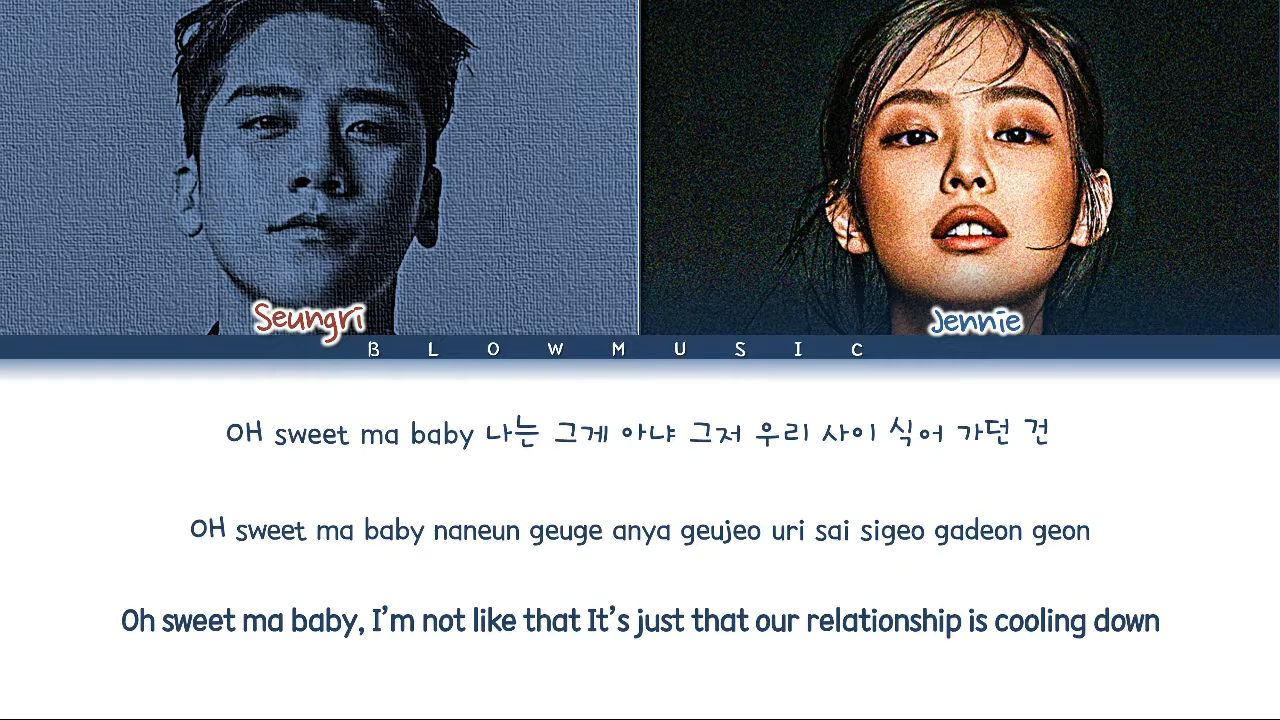 Seungri
Jennie
BLOWMUSIC
OH sweet ma baby 나는 그게 아냐 그저 우리 사이 식어 가던 건
OH sweet ma baby naneun geuge anya geujeo uri sai sigeo gadeon geon
Oh sweet ma baby, I'm not like that It's just that our relationship is cooling down